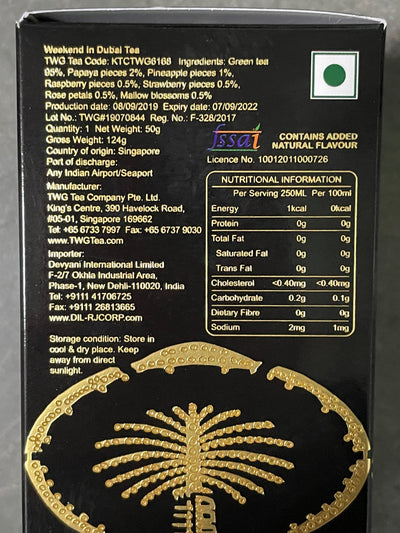 Weekend in Dubai Tea
TWG Tea Code: KTCTWG6168 Ingredients: Green tea
95%, Papaya pieces 2%, Pineapple pieces 1%,
Raspberry pieces 0.5%, Strawberry pieces 0.5%,
Rose petals 0.5%, Mallow blossoms 0.5%
Production date: 08/09/2019 Expiry date: 07/09/2022
Lot No.: TWG#19070844 Reg. No.: F-328/2017
Quantity: 1 Net Weight: 50g
Gross Weight: 124g
Country of origin: Singapore
Port of discharge:
Any Indian Airport/Seaport
Manufacturer:
TWG Tea Company Pte. Ltd.
King's Centre, 390 Havelock Road,
#05-01, Singapore 169662
Tel: +65 6733 7997 Fax: +65 6737 9030
www.TWGTea.com
Importer:
Devyani International Limited
F-2/7 Okhla Industrial Area,
Phase-1, New Delhi-110020, India
Tel: +9111 41706725
Fax: +9111 26813665
www.DIL-RJCORP.com
Storage condition: Store in
cool & dry place. Keep
away from direct
sunlight.
fssai
CONTAINS ADDED
NATURAL FLAVOUR
Licence No. 10012011000726
NUTRITIONAL INFORMATION
Per Serving 250ML Per 100ml
Energy 1kcal 0kcal
Protein 0g 0g
Total Fat 0g 0g
Saturated Fat 0g 0g
Trans Fat 0g 0g
Cholesterol <0.40mg <0.40mg
Carbohydrate 0.2g 0.1g
Dietary Fibre 0g 0g
Sodium 2mg 1mg